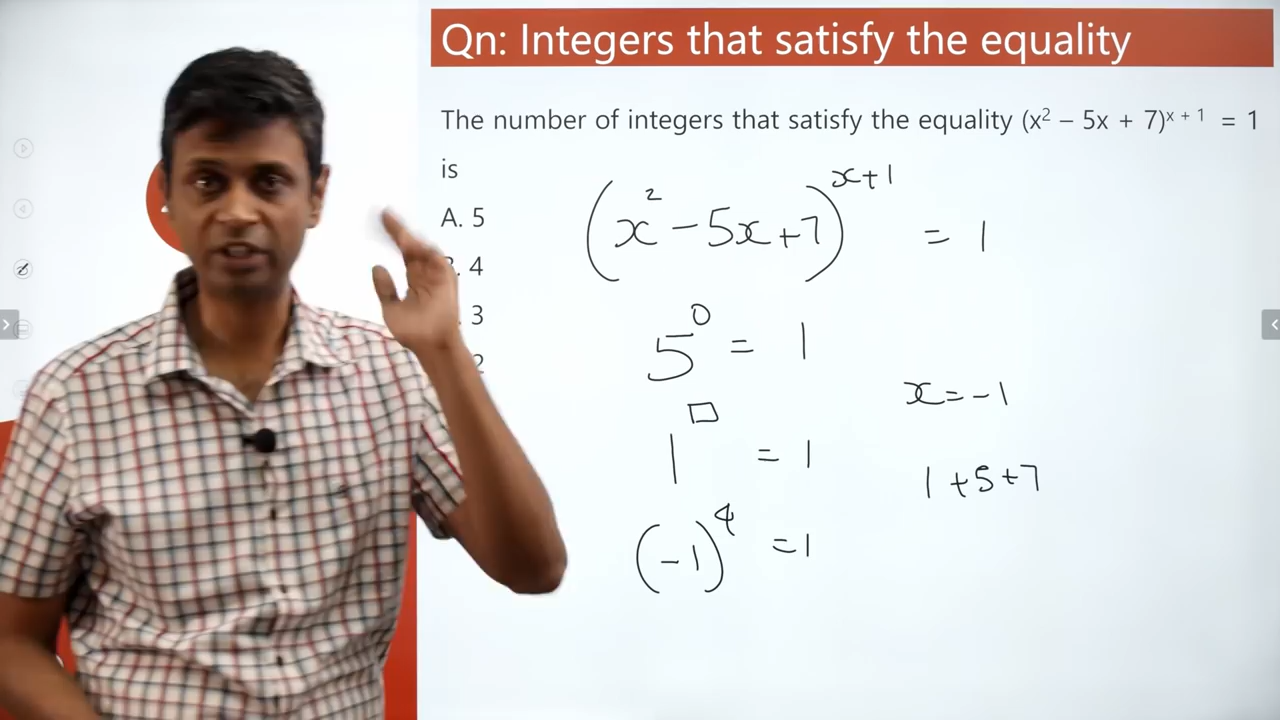 Qn: Integers that satisfy the equality
The number of integers that satisfy the equality (x² – 5x + 7)ˣ ⁺ ¹ = 1
is
A. 5
. 4
. 3
2
(x² – 5x + 7)ˣ⁺¹ = 1
5⁰ = 1
1^□ = 1
(–1)⁴ = 1
x = –1
1 + 5 + 7